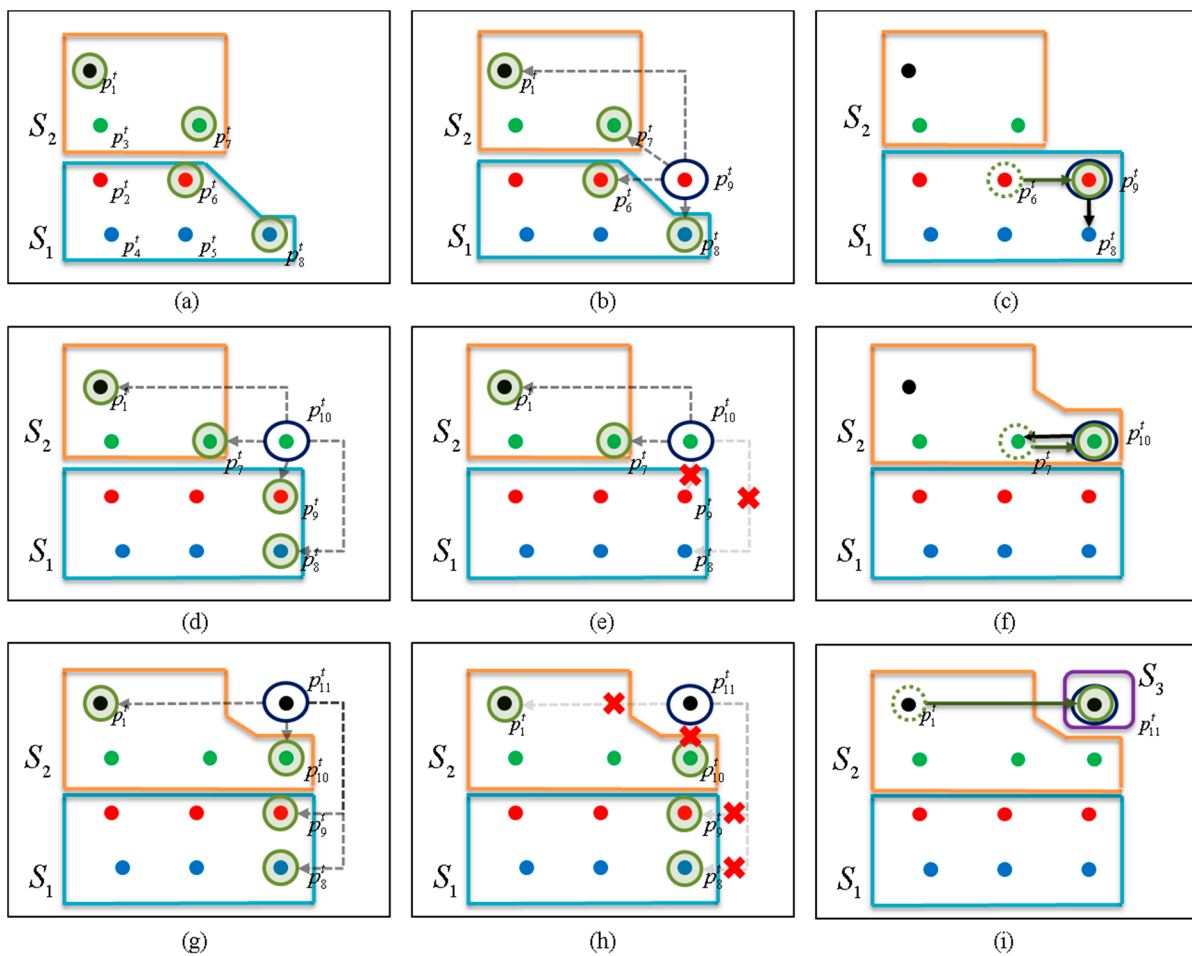 p₁ᵗ
S₂ p₃ᵗ p₇ᵗ
p₂ᵗ p₆ᵗ
S₁ p₄ᵗ p₅ᵗ p₈ᵗ
(a)
p₁ᵗ
S₂ p₇ᵗ
p₆ᵗ p₉ᵗ
S₁ p₈ᵗ
(b)
S₂
p₆ᵗ p₉ᵗ
S₁ p₈ᵗ
(c)
p₁ᵗ p₁₀ᵗ
S₂ p₇ᵗ
p₉ᵗ
S₁ p₈ᵗ
(d)
p₁ᵗ p₁₀ᵗ
S₂ p₇ᵗ
p₉ᵗ
S₁ p₈ᵗ
(e)
S₂ p₇ᵗ p₁₀ᵗ
S₁
(f)
p₁ᵗ p₁₁ᵗ
S₂ p₁₀ᵗ
p₉ᵗ
S₁ p₈ᵗ
(g)
p₁ᵗ p₁₁ᵗ
S₂ p₁₀ᵗ
p₉ᵗ
S₁ p₈ᵗ
(h)
S₃
p₁ᵗ p₁₁ᵗ
S₂
S₁
(i)